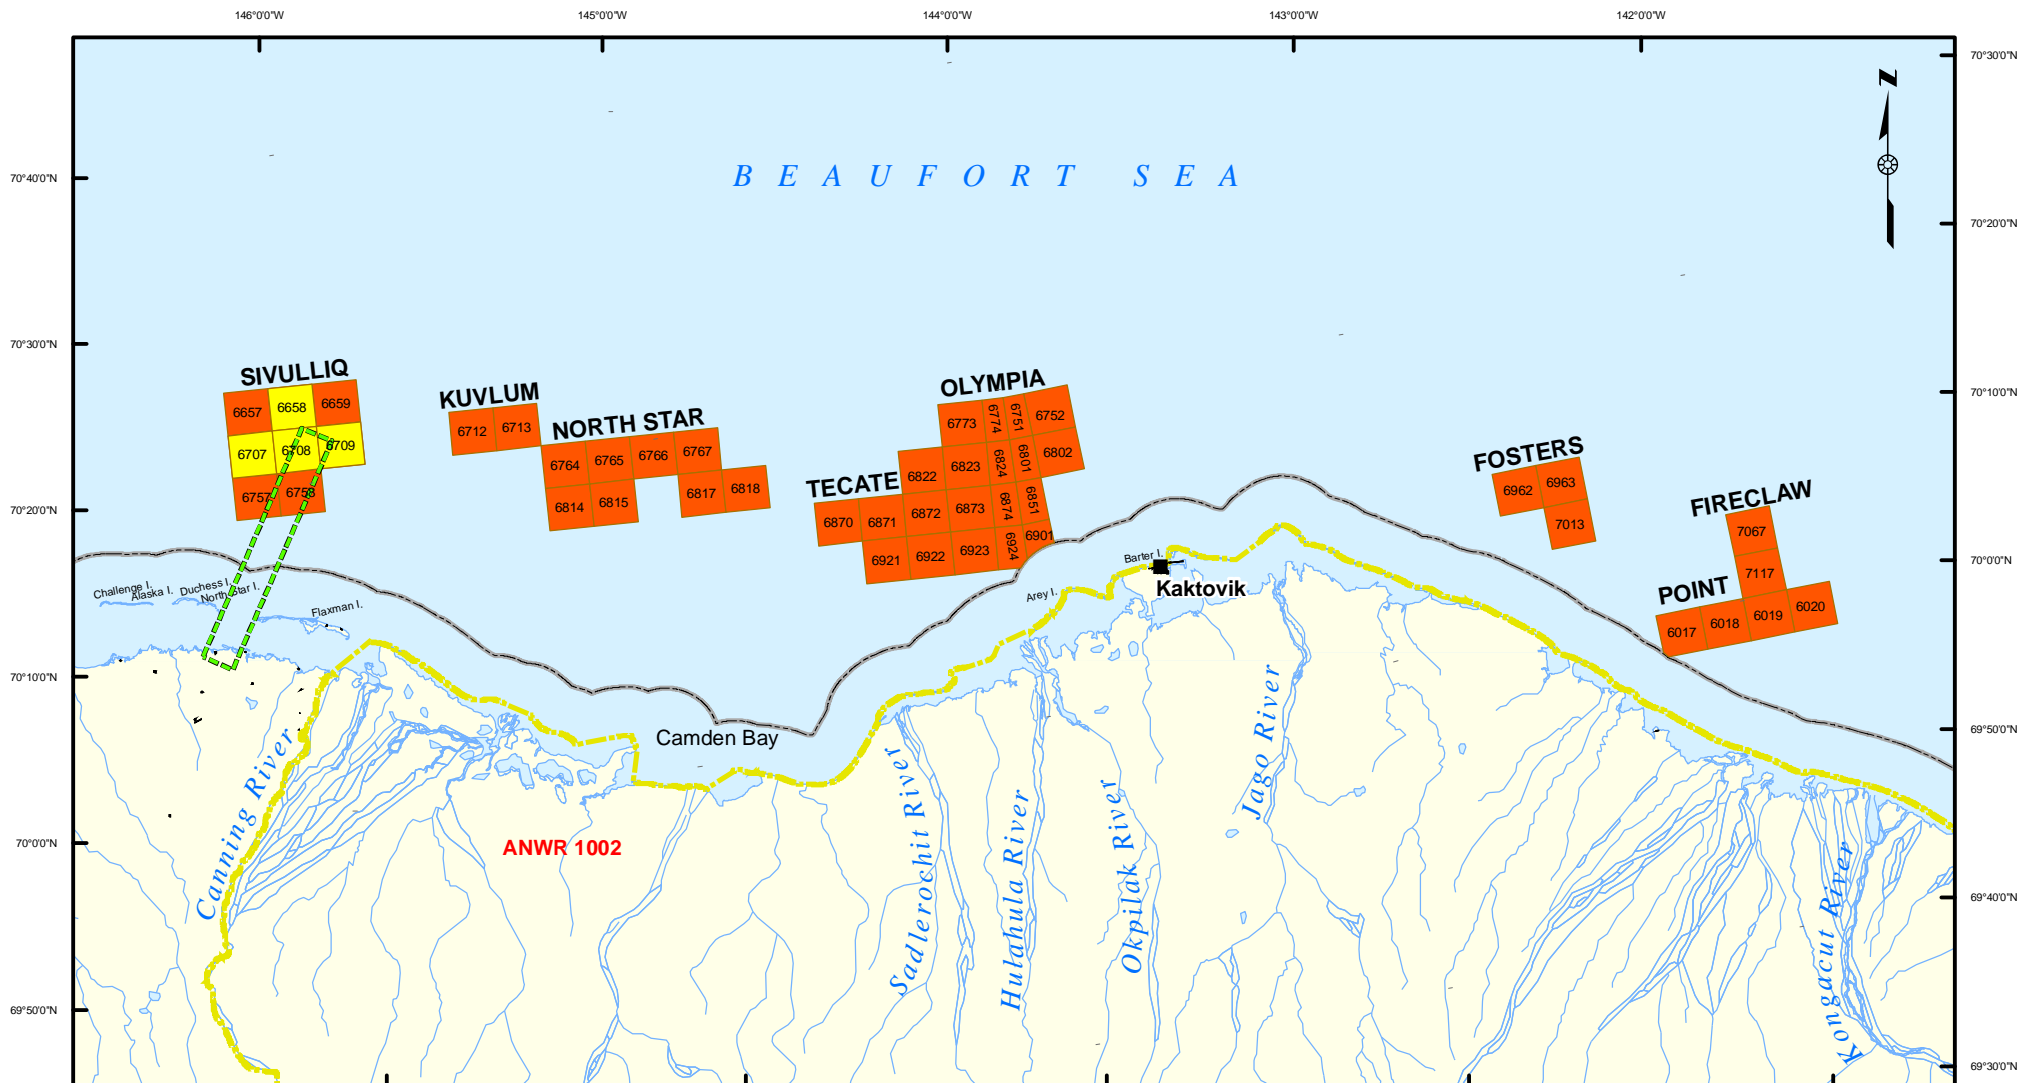 146°0'0"W
145°0'0"W
144°0'0"W
143°0'0"W
142°0'0"W
70°30'0"N
N
BEAUFORT SEA
70°40'0"N
70°20'0"N
70°30'0"N
SIVULLIQ
6657 6658 6659
6707 6708 6709
6757 6758
KUVLUM
6712 6713
NORTH STAR
6764 6765 6766 6767
6814 6815 6817 6818
OLYMPIA
6773 6774 6751 6752
6822 6823 6824 6801 6802
TECATE
6870 6871 6872 6873 6874 6851
6921 6922 6923 6924 6901
70°10'0"N
FOSTERS
6962 6963
7013
FIRECLAW
7067
7117
POINT
6017 6018 6019 6020
70°20'0"N
70°0'0"N
Challenge I.
Alaska I.
Duchess I.
North Star I.
Flaxman I.
Barter I.
Kaktovik
Arey I.
70°10'0"N
69°50'0"N
Camden Bay
Canning River
ANWR 1002
Sadlerochit River
Hulahula River
Okpilak River
Jago River
Kongacut River
70°0'0"N
69°40'0"N
69°50'0"N
69°30'0"N